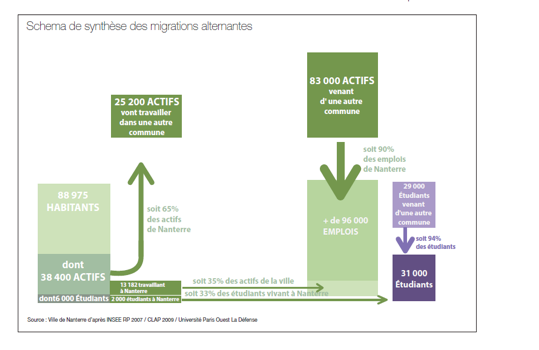 Schema de synthèse des migrations alternantes
83 000 ACTIFS
venant
d' une autre
commune
25 200 ACTIFS
vont travailler
dans une autre
commune
soit 90%
des emplois
de Nanterre
88 975
HABITANTS
29 000
Étudiants
venant
d'une autre
commune
soit 65%
des actifs
de Nanterre
+ de 96 000
EMPLOIS
soit 94%
des étudiants
dont
38 400 ACTIFS
31 000
Étudiants
13 182 travaillant
à Nanterre
soit 35% des actifs de la ville
dont6 000 Étudiants
2 000 étudiants à Nanterre
soit 33% des étudiants vivant à Nanterre
Source : Ville de Nanterre d'après INSEE RP 2007 / CLAP 2009 / Université Paris Ouest La Défense